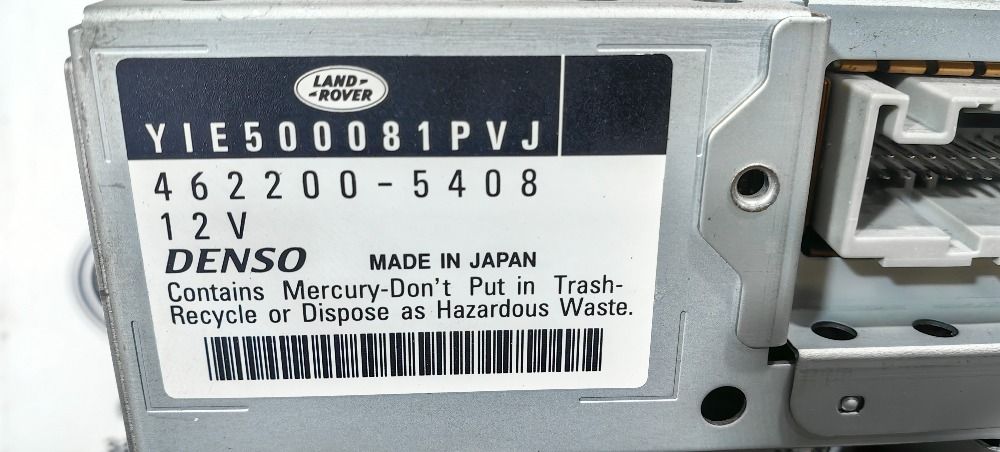 LAND-
-ROVER
YIE500081PVJ
462200-5408
12V
DENSO MADE IN JAPAN
Contains Mercury-Don't Put in Trash-
Recycle or Dispose as Hazardous Waste.